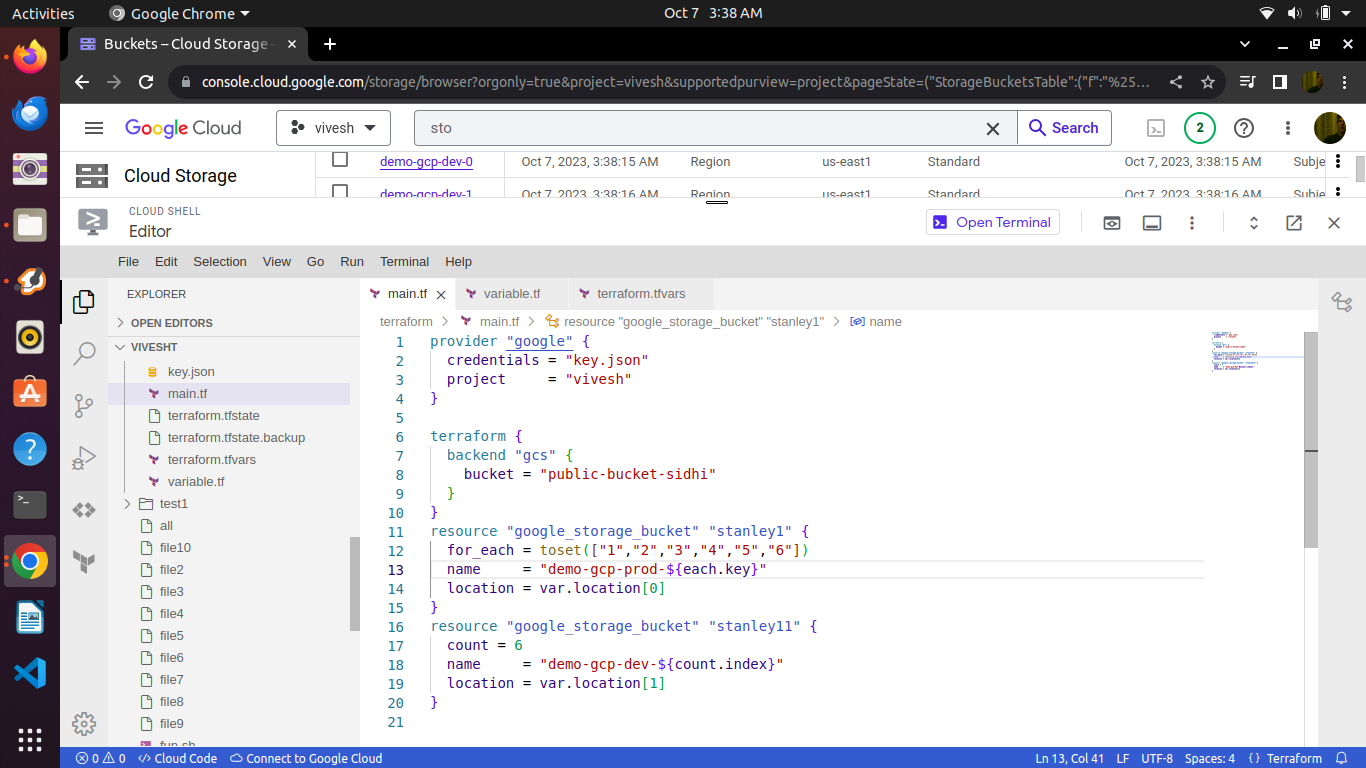 Activities Google Chrome Oct 7 3:38 AM
Buckets – Cloud Storage -
console.cloud.google.com/storage/browser?orgonly=true&project=vivesh&supportedpurview=project&pageState=("StorageBucketsTable":("f":"%25...
Google Cloud vivesh sto Search 2
Cloud Storage
demo-gcp-dev-0 Oct 7, 2023, 3:38:15 AM Region us-east1 Standard Oct 7, 2023, 3:38:15 AM Subje
demo-gcp-dev-1 Oct 7, 2023, 3:38:16 AM Region us-east1 Standard Oct 7, 2023, 3:38:16 AM Subje
CLOUD SHELL
Editor
Open Terminal
File Edit Selection View Go Run Terminal Help
EXPLORER
OPEN EDITORS
VIVESHT
key.json
main.tf
terraform.tfstate
terraform.tfstate.backup
terraform.tfvars
variable.tf
test1
all
file10
file2
file3
file4
file5
file6
file7
file8
file9
fun.sh
main.tf variable.tf terraform.tfvars
terraform > main.tf > resource "google_storage_bucket" "stanley1" > name
1 provider "google" {
2 credentials = "key.json"
3 project     = "vivesh"
4 }
5
6 terraform {
7 backend "gcs" {
8 bucket = "public-bucket-sidhi"
9 }
10 }
11 resource "google_storage_bucket" "stanley1" {
12 for_each = toset(["1","2","3","4","5","6"])
13 name     = "demo-gcp-prod-${each.key}"
14 location = var.location[0]
15 }
16 resource "google_storage_bucket" "stanley11" {
17 count = 6
18 name     = "demo-gcp-dev-${count.index}"
19 location = var.location[1]
20 }
21
0 0 Cloud Code Connect to Google Cloud Ln 13, Col 41 LF UTF-8 Spaces: 4 {} Terraform